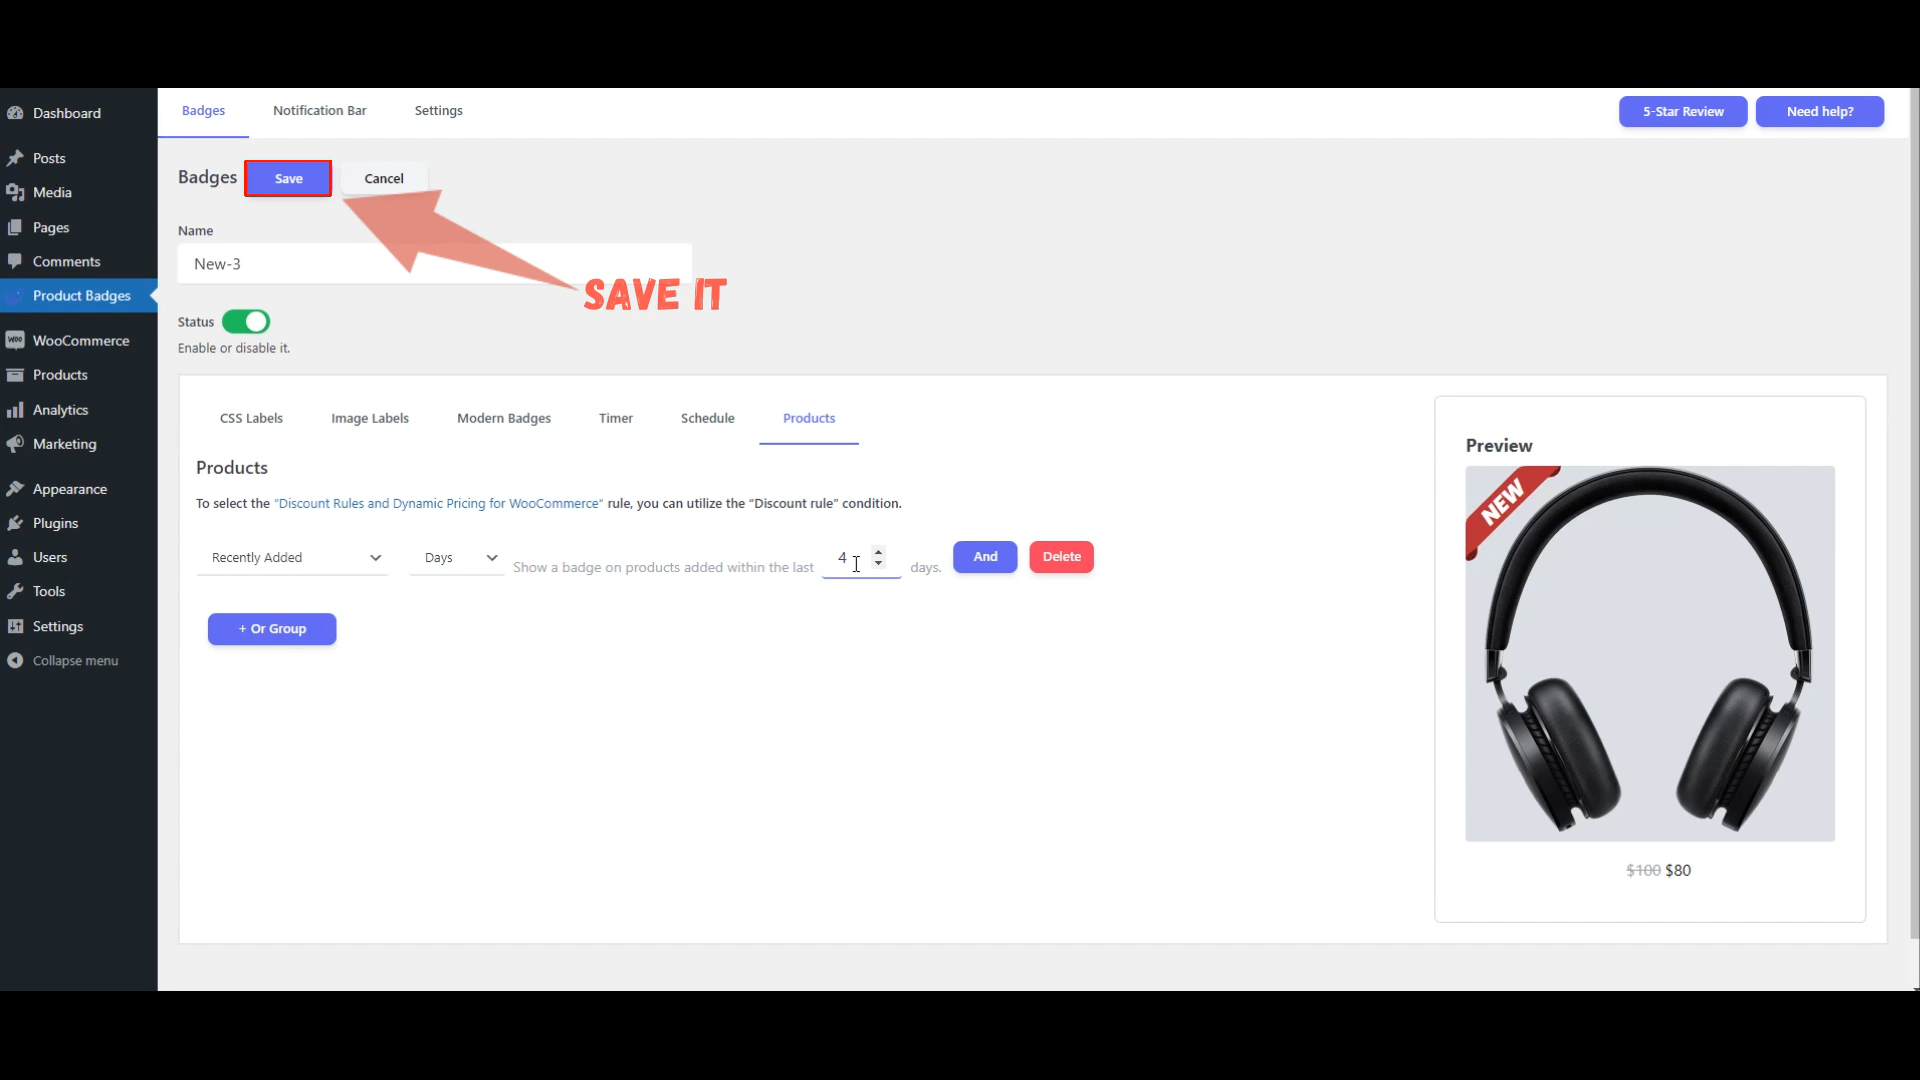 Dashboard
Posts
Media
Pages
Comments
Product Badges
WOO WooCommerce
Products
Analytics
Marketing
Appearance
Plugins
Users
Tools
Settings
Collapse menu
Badges Notification Bar Settings
5-Star Review Need help?
Badges Save Cancel
Name
New-3
SAVE IT
Status
Enable or disable it.
CSS Labels Image Labels Modern Badges Timer Schedule Products
Products
To select the "Discount Rules and Dynamic Pricing for WooCommerce" rule, you can utilize the "Discount rule" condition.
Recently Added Days Show a badge on products added within the last 4 days. And Delete
+ Or Group
Preview
NEW
$100 $80